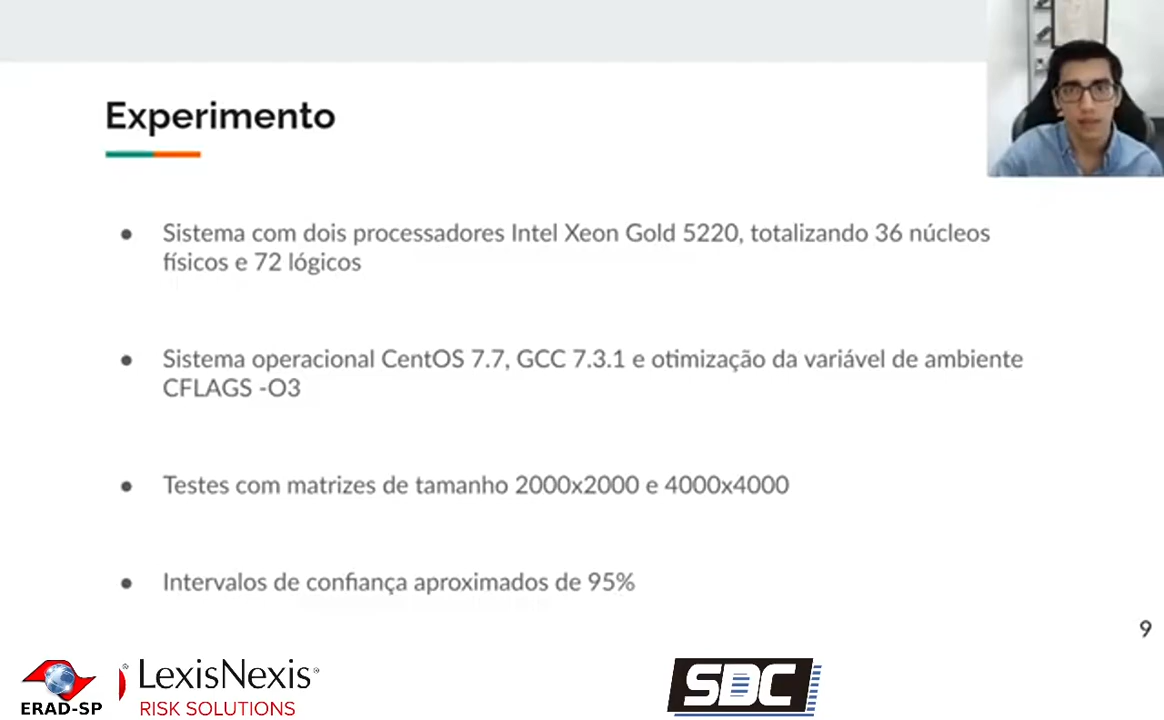 Experimento
● Sistema com dois processadores Intel Xeon Gold 5220, totalizando 36 núcleos
físicos e 72 lógicos
● Sistema operacional CentOS 7.7, GCC 7.3.1 e otimização da variável de ambiente
CFLAGS -O3
● Testes com matrizes de tamanho 2000x2000 e 4000x4000
● Intervalos de confiança aproximados de 95%
9
ERAD-SP
® LexisNexis®
RISK SOLUTIONS
SDC